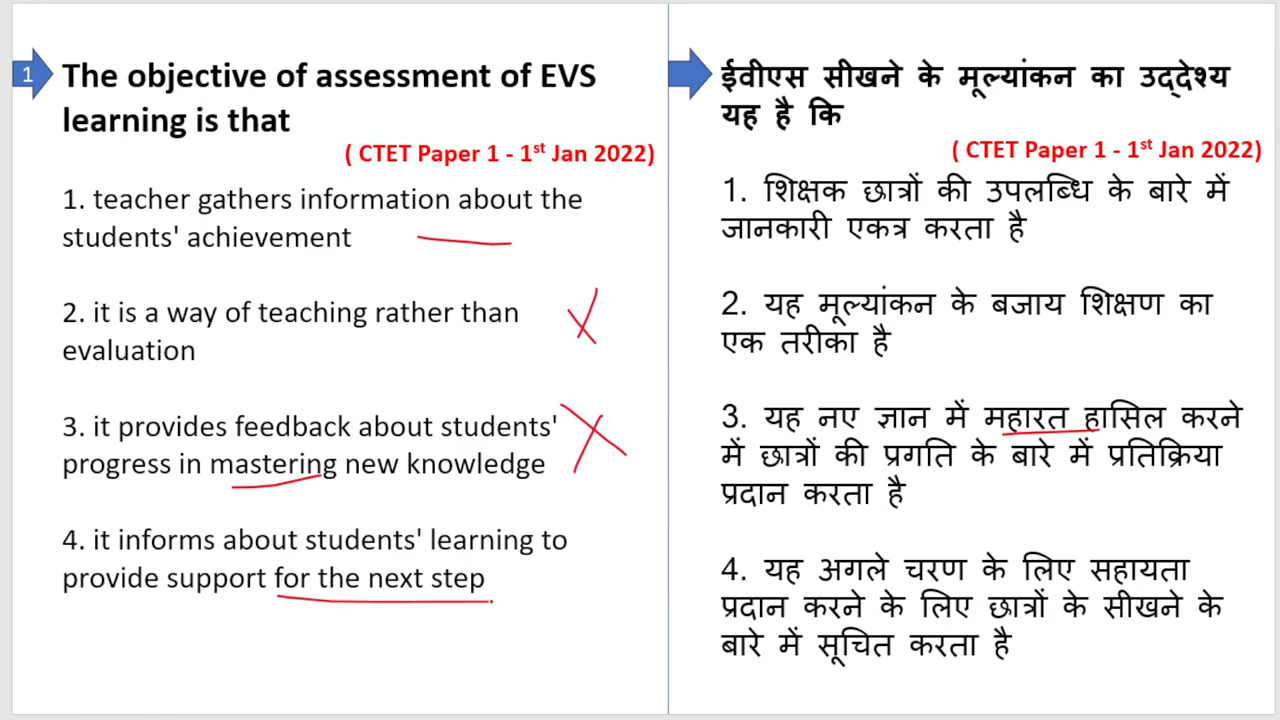 1
The objective of assessment of EVS
learning is that
( CTET Paper 1 - 1st Jan 2022)
1. teacher gathers information about the
students' achievement
2. it is a way of teaching rather than
evaluation
3. it provides feedback about students'
progress in mastering new knowledge
4. it informs about students' learning to
provide support for the next step
ईवीएस सीखने के मूल्यांकन का उद्देश्य
यह है कि
( CTET Paper 1 - 1st Jan 2022)
1. शिक्षक छात्रों की उपलब्धि के बारे में
जानकारी एकत्र करता है
2. यह मूल्यांकन के बजाय शिक्षण का
एक तरीका है
3. यह नए ज्ञान में महारत हासिल करने
में छात्रों की प्रगति के बारे में प्रतिक्रिया
प्रदान करता है
4. यह अगले चरण के लिए सहायता
प्रदान करने के लिए छात्रों के सीखने के
बारे में सूचित करता है